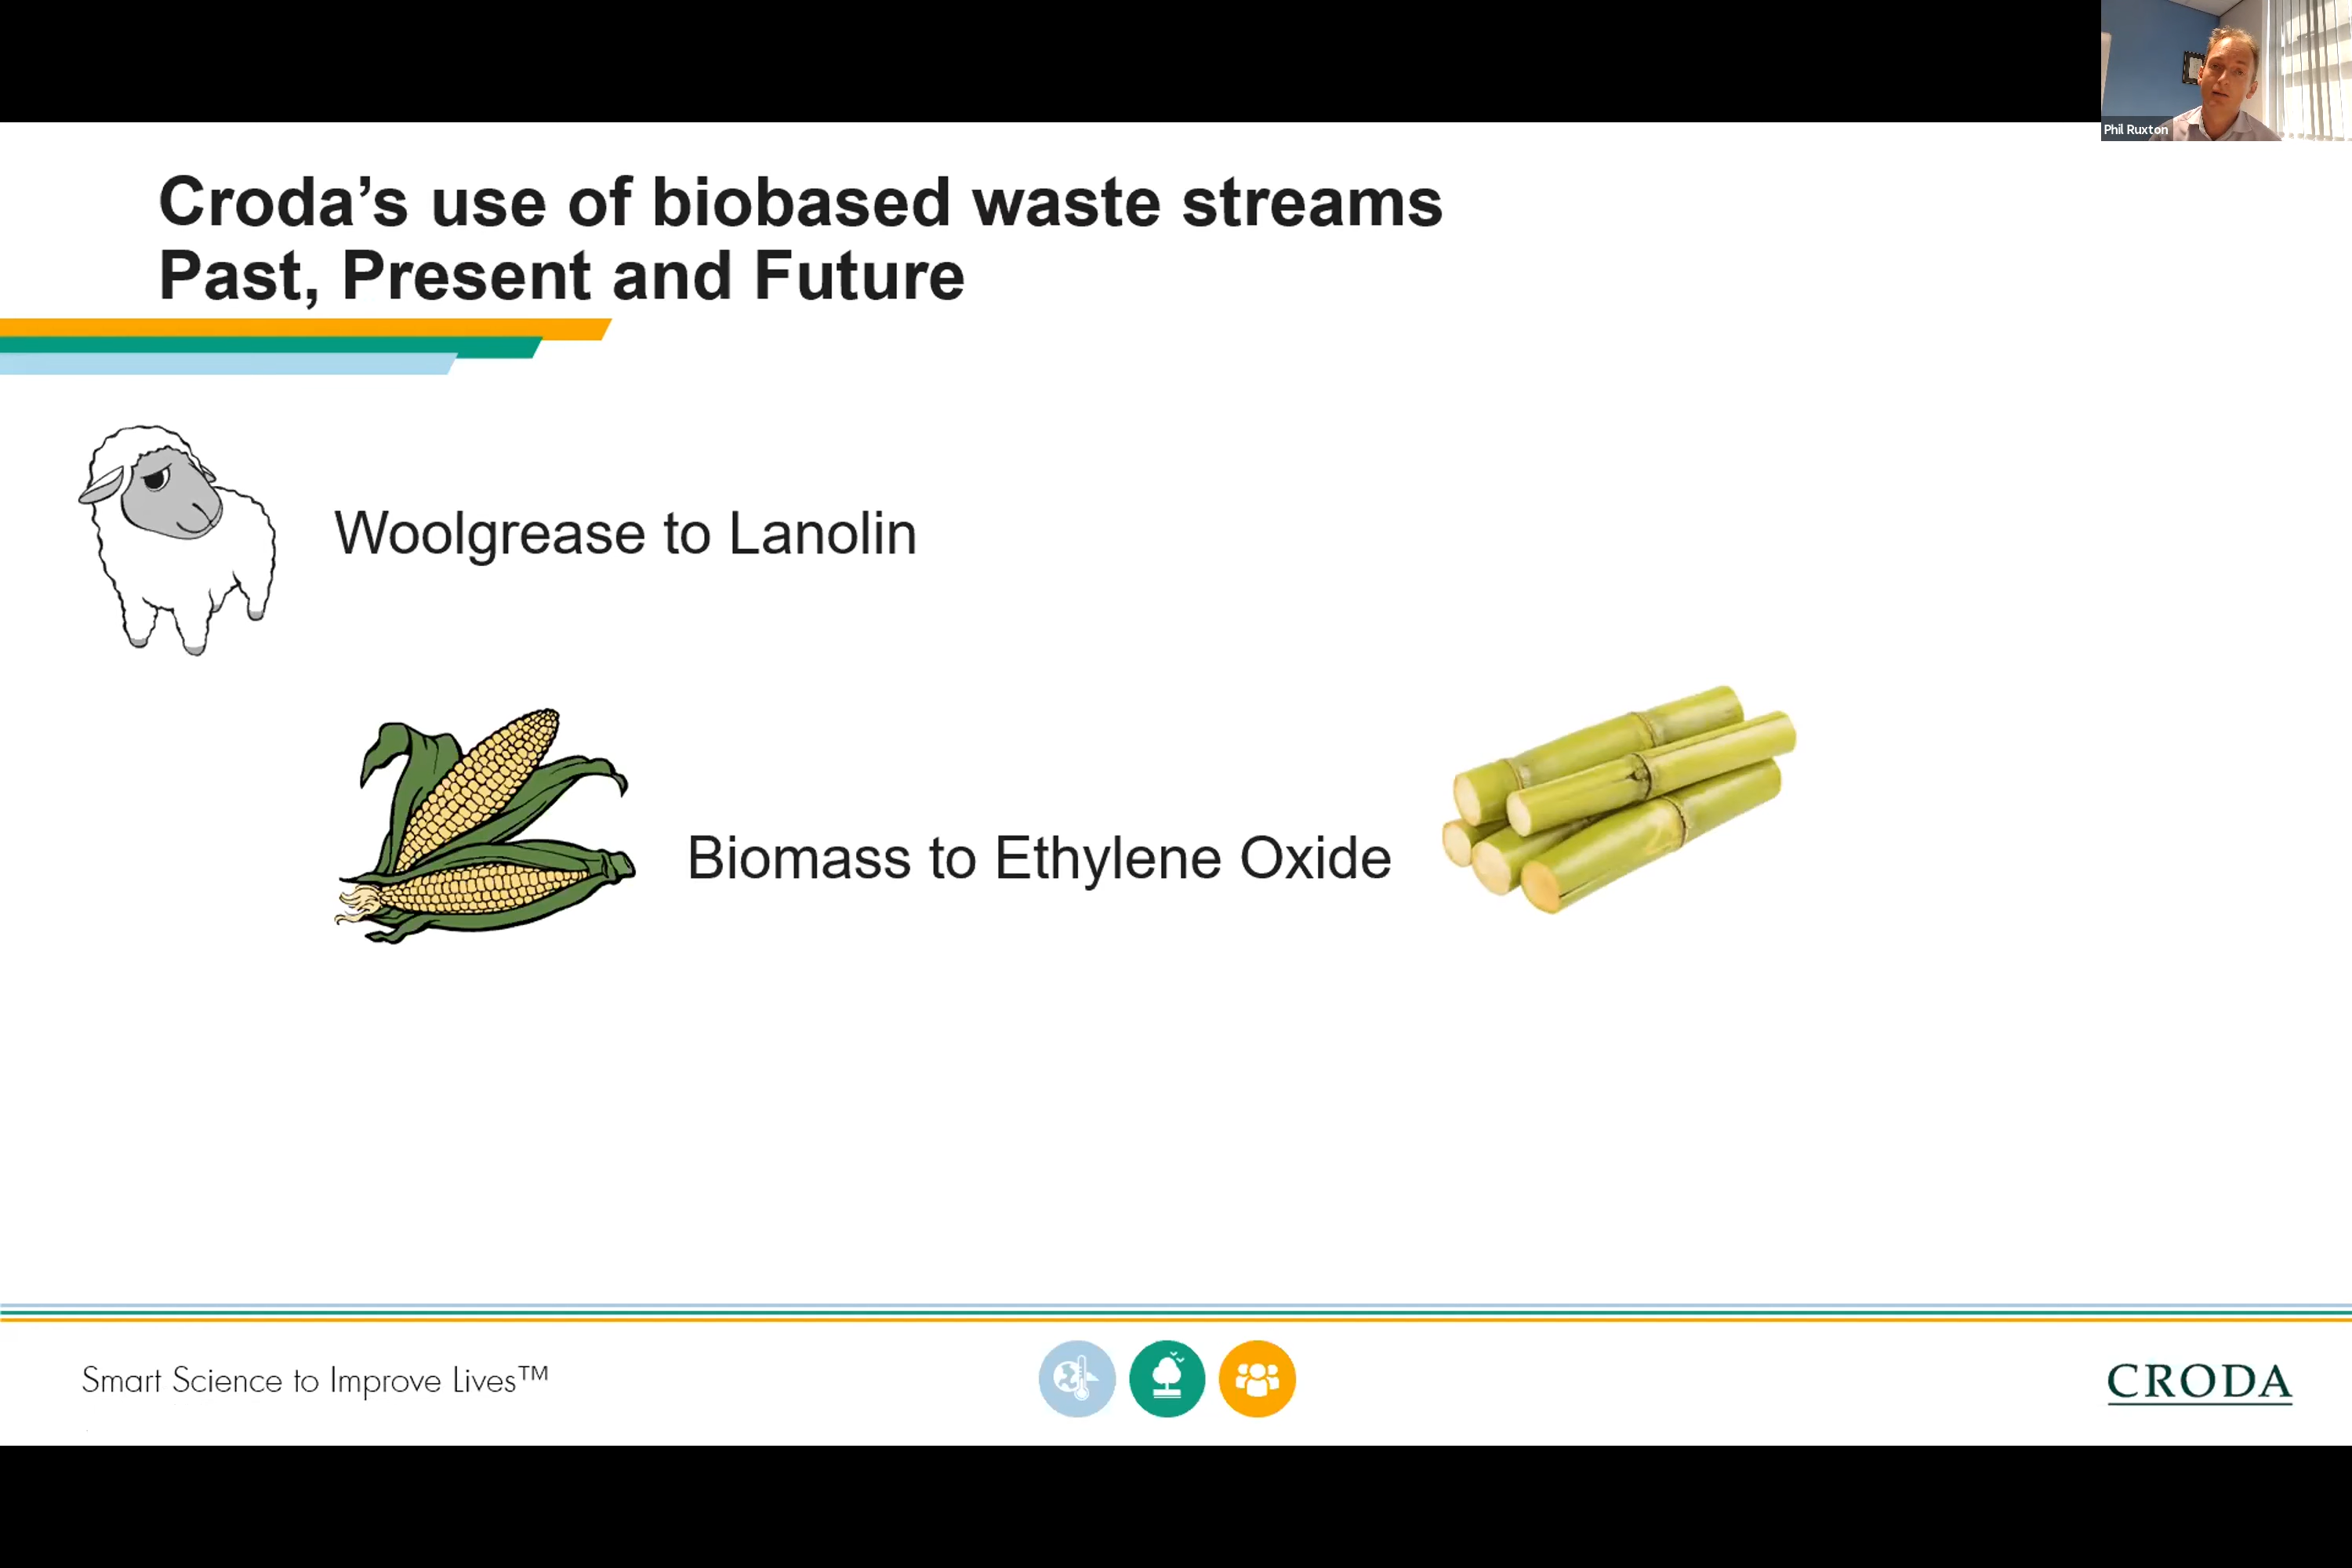 Phil Ruxton
Croda’s use of biobased waste streams
Past, Present and Future
Woolgrease to Lanolin
Biomass to Ethylene Oxide
Smart Science to Improve Lives™
CRODA